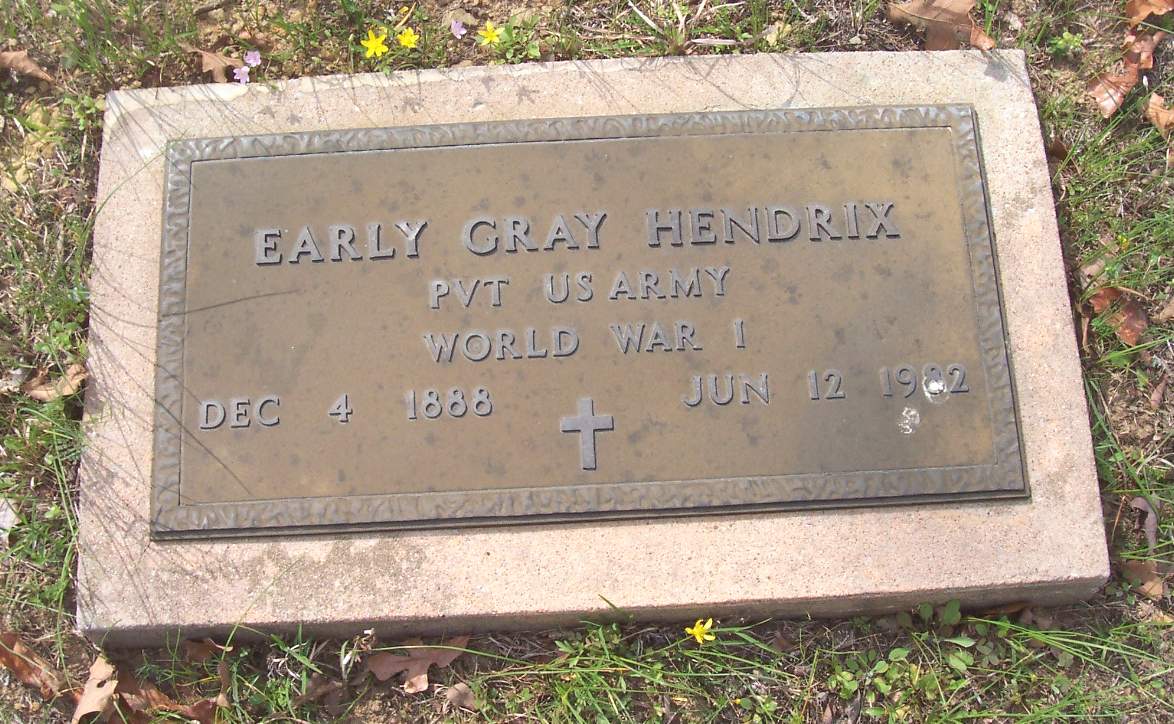 EARLY GRAY HENDRIX
PVT US ARMY
WORLD WAR I
DEC 4 1888 JUN 12 1982